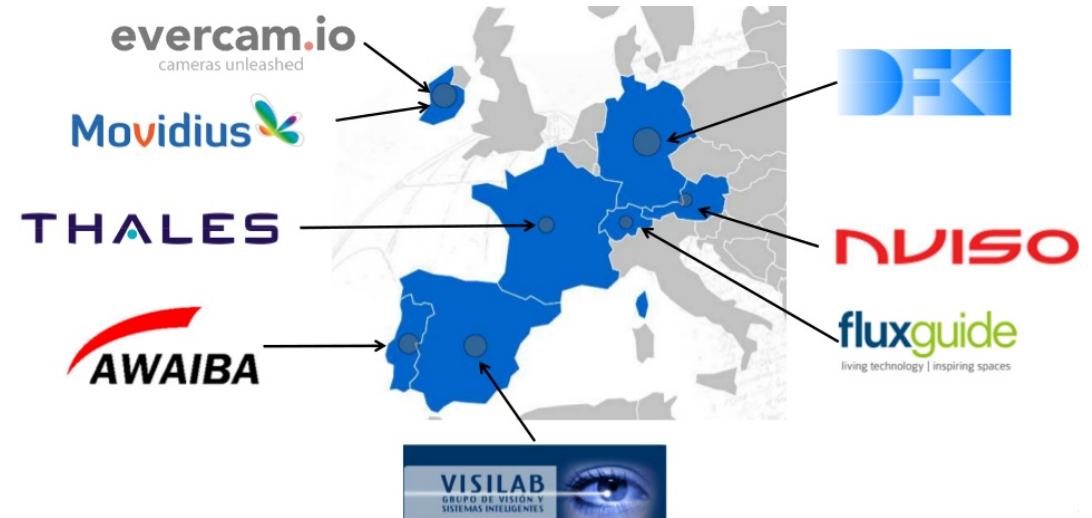 evercam.io
cameras unleashed
Movidius
THALES
AWAIBA
DFK
nviso
fluxguide
living technology | inspiring spaces
VISILAB
GRUPO DE VISIÓN Y
SISTEMAS INTELIGENTES